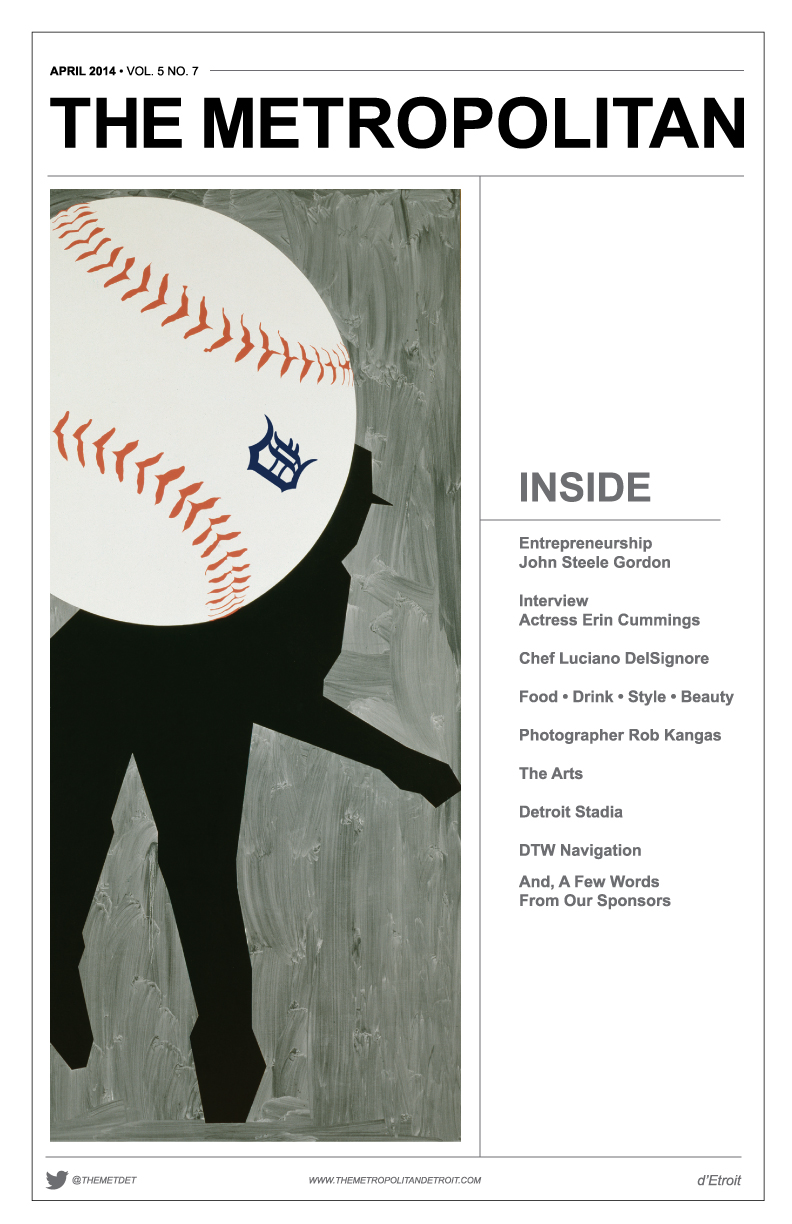 APRIL 2014 • VOL. 5 NO. 7
THE METROPOLITAN
D
INSIDE
Entrepreneurship
John Steele Gordon
Interview
Actress Erin Cummings
Chef Luciano DelSignore
Food • Drink • Style • Beauty
Photographer Rob Kangas
The Arts
Detroit Stadia
DTW Navigation
And, A Few Words
From Our Sponsors
@THEMETDET
WWW.THEMETROPOLITANDETROIT.COM
d'Etroit